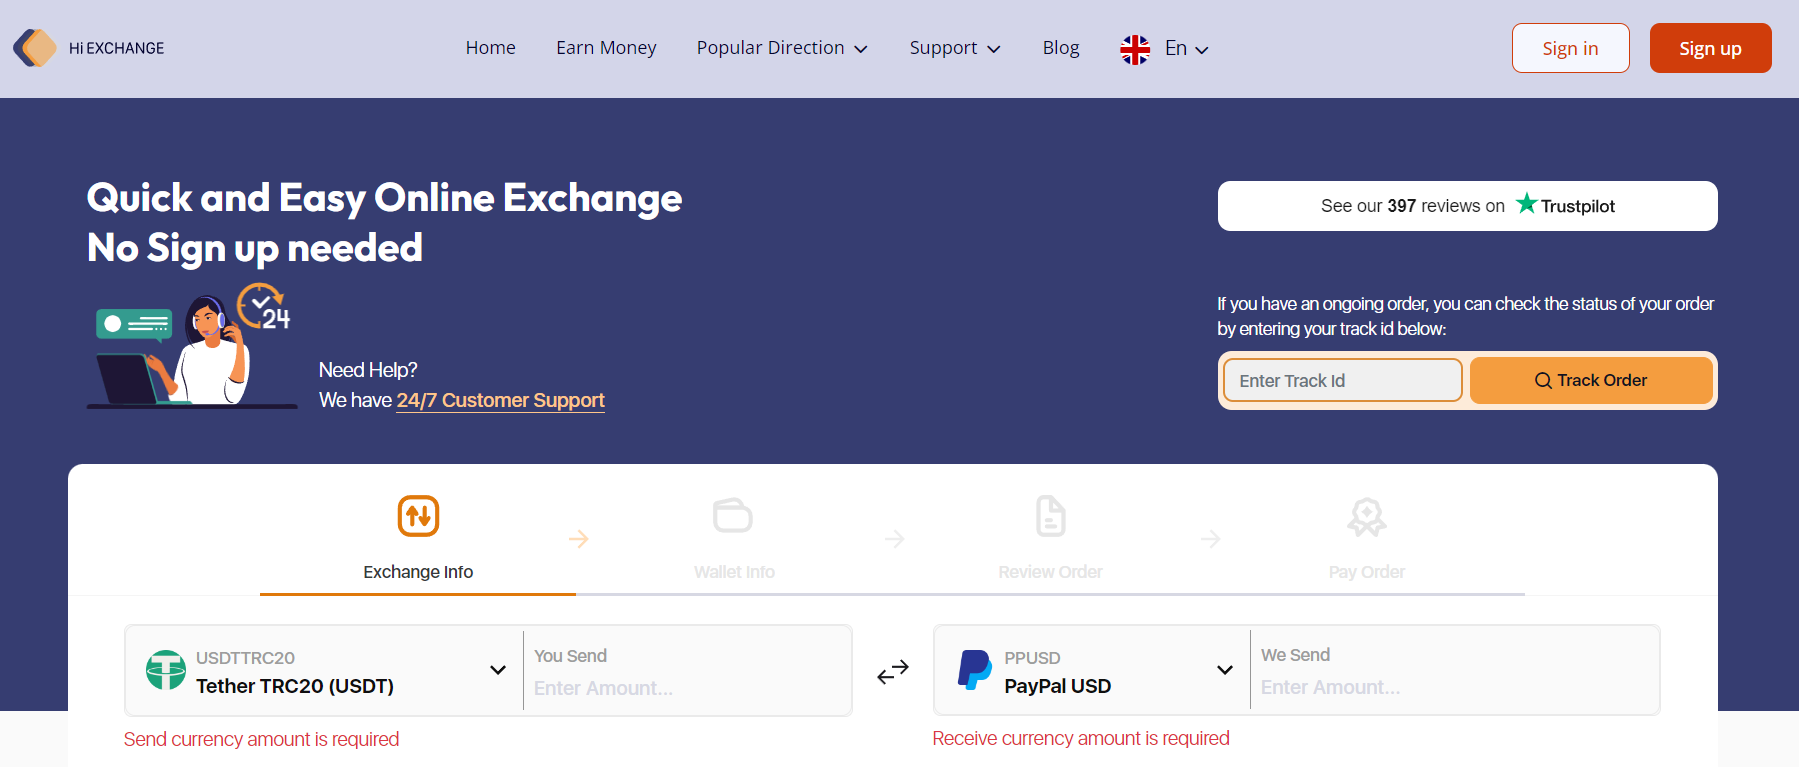 Hi EXCHANGE
Home
Earn Money
Popular Direction
Support
Blog
En
Sign in
Sign up
Quick and Easy Online Exchange
No Sign up needed
24
Need Help?
We have 24/7 Customer Support
See our 397 reviews on Trustpilot
If you have an ongoing order, you can check the status of your order
by entering your track id below:
Enter Track Id
Track Order
Exchange Info
Wallet Info
Review Order
Pay Order
USDTTRC20
Tether TRC20 (USDT)
You Send
Enter Amount...
PPUSD
PayPal USD
We Send
Enter Amount...
Send currency amount is required
Receive currency amount is required